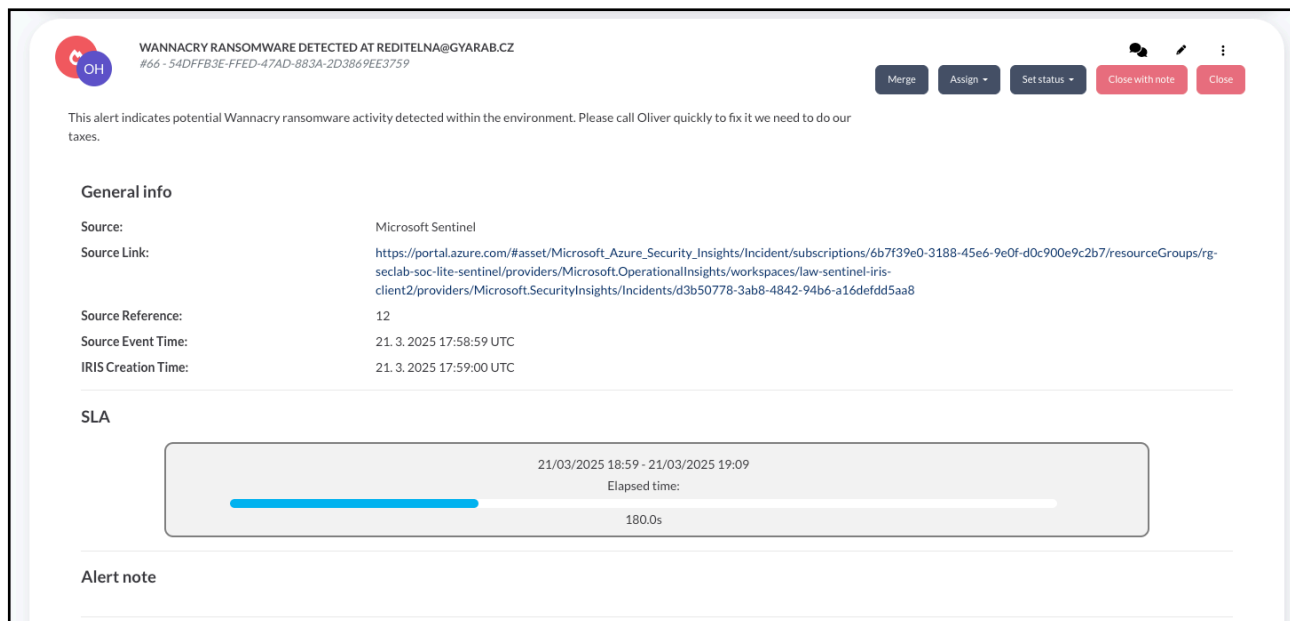 WANNACRY RANSOMWARE DETECTED AT REDITELNA@GYARAB.CZ
#66 - 54DFFB3E-FFED-47AD-883A-2D3869EE3759
OH
Merge
Assign
Set status
Close with note
Close
This alert indicates potential Wannacry ransomware activity detected within the environment. Please call Oliver quickly to fix it we need to do our
taxes.
General info
Source: Microsoft Sentinel
Source Link: https://portal.azure.com/#asset/Microsoft_Azure_Security_Insights/Incident/subscriptions/6b7f39e0-3188-45e6-9e0f-d0c900e9c2b7/resourceGroups/rg-
seclab-soc-lite-sentinel/providers/Microsoft.OperationalInsights/workspaces/law-sentinel-iris-
client2/providers/Microsoft.SecurityInsights/Incidents/d3b50778-3ab8-4842-94b6-a16defdd5aa8
Source Reference: 12
Source Event Time: 21. 3. 2025 17:58:59 UTC
IRIS Creation Time: 21. 3. 2025 17:59:00 UTC
SLA
21/03/2025 18:59 - 21/03/2025 19:09
Elapsed time:
180.0s
Alert note